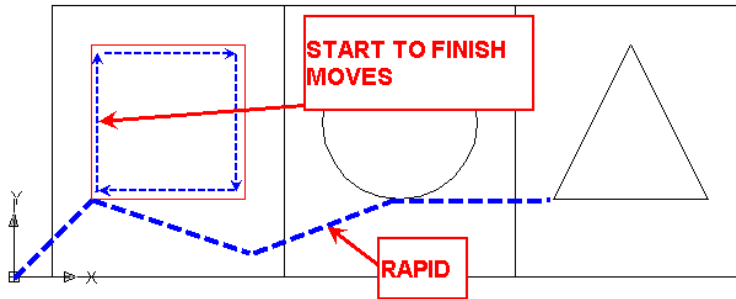 START TO FINISH
MOVES
Y
X
RAPID